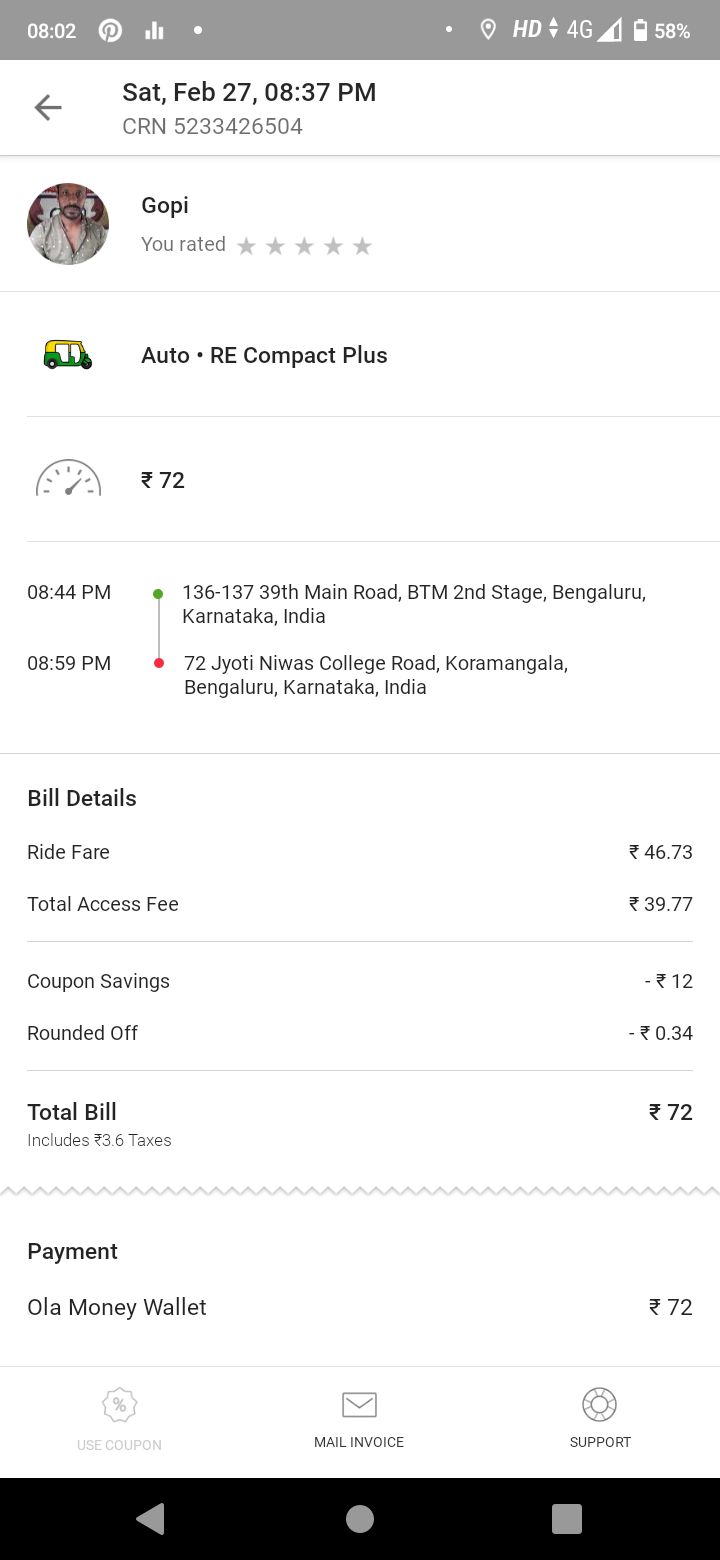 08:02 HD 4G 58%
Sat, Feb 27, 08:37 PM
CRN 5233426504
Gopi
You rated
Auto • RE Compact Plus
₹ 72
08:44 PM 136-137 39th Main Road, BTM 2nd Stage, Bengaluru,
Karnataka, India
08:59 PM 72 Jyoti Niwas College Road, Koramangala,
Bengaluru, Karnataka, India
Bill Details
Ride Fare ₹ 46.73
Total Access Fee ₹ 39.77
Coupon Savings - ₹ 12
Rounded Off - ₹ 0.34
Total Bill ₹ 72
Includes ₹3.6 Taxes
Payment
Ola Money Wallet ₹ 72
% 
USE COUPON MAIL INVOICE SUPPORT